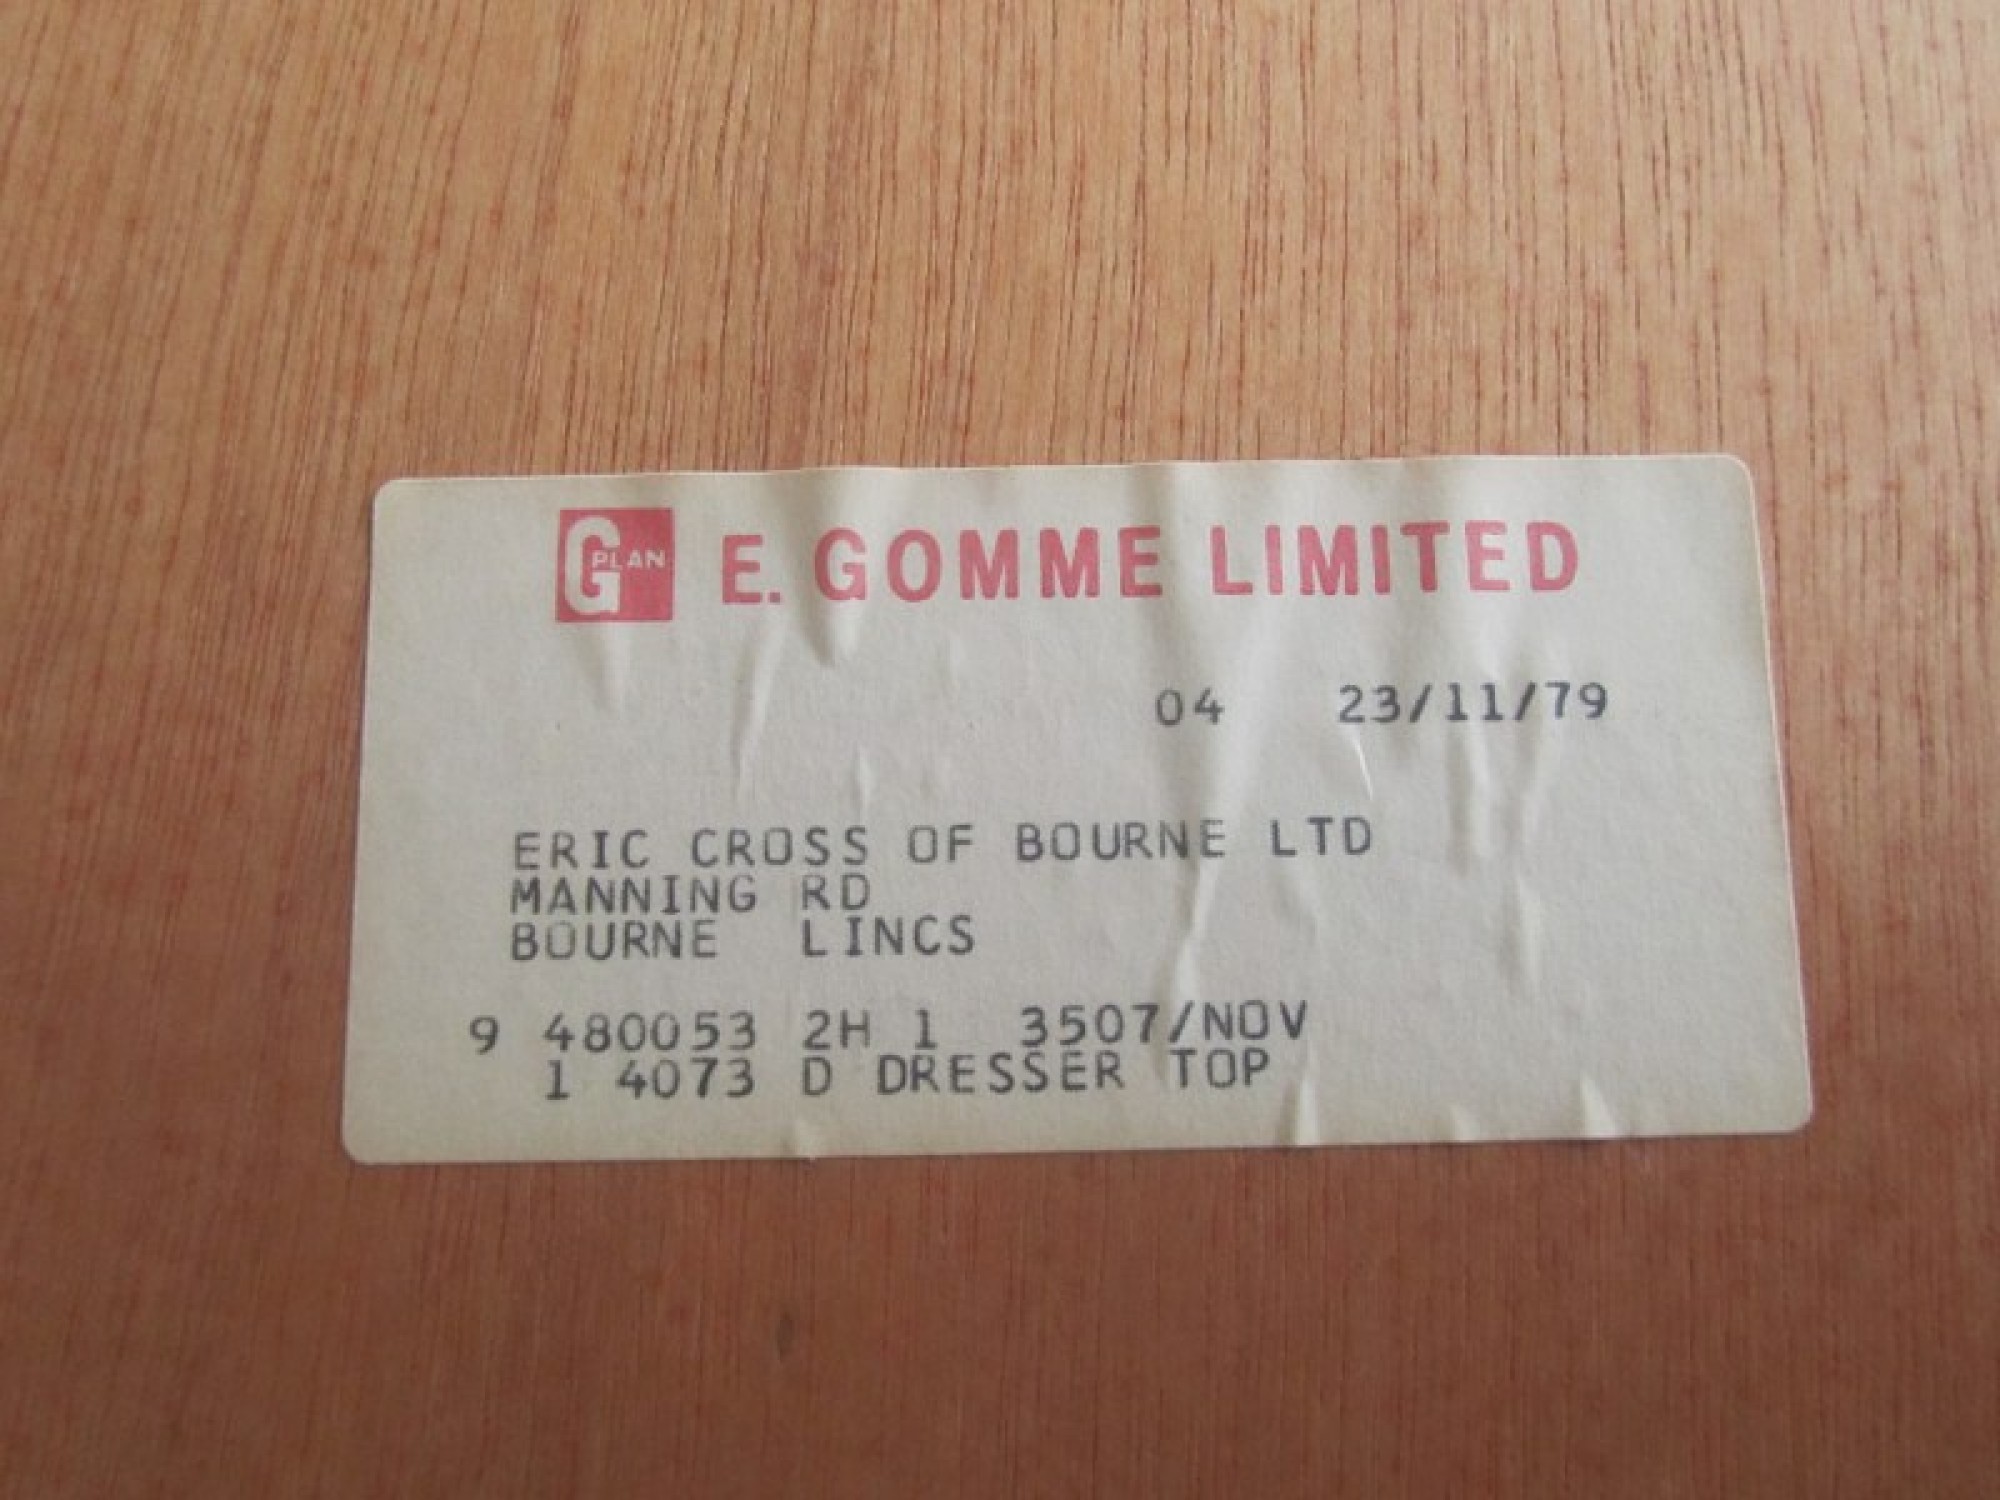 G PLAN E. GOMME LIMITED
04 23/11/79
ERIC CROSS OF BOURNE LTD
MANNING RD
BOURNE LINCS
9 480053 2H 1 3507/NOV
1 4073 D DRESSER TOP